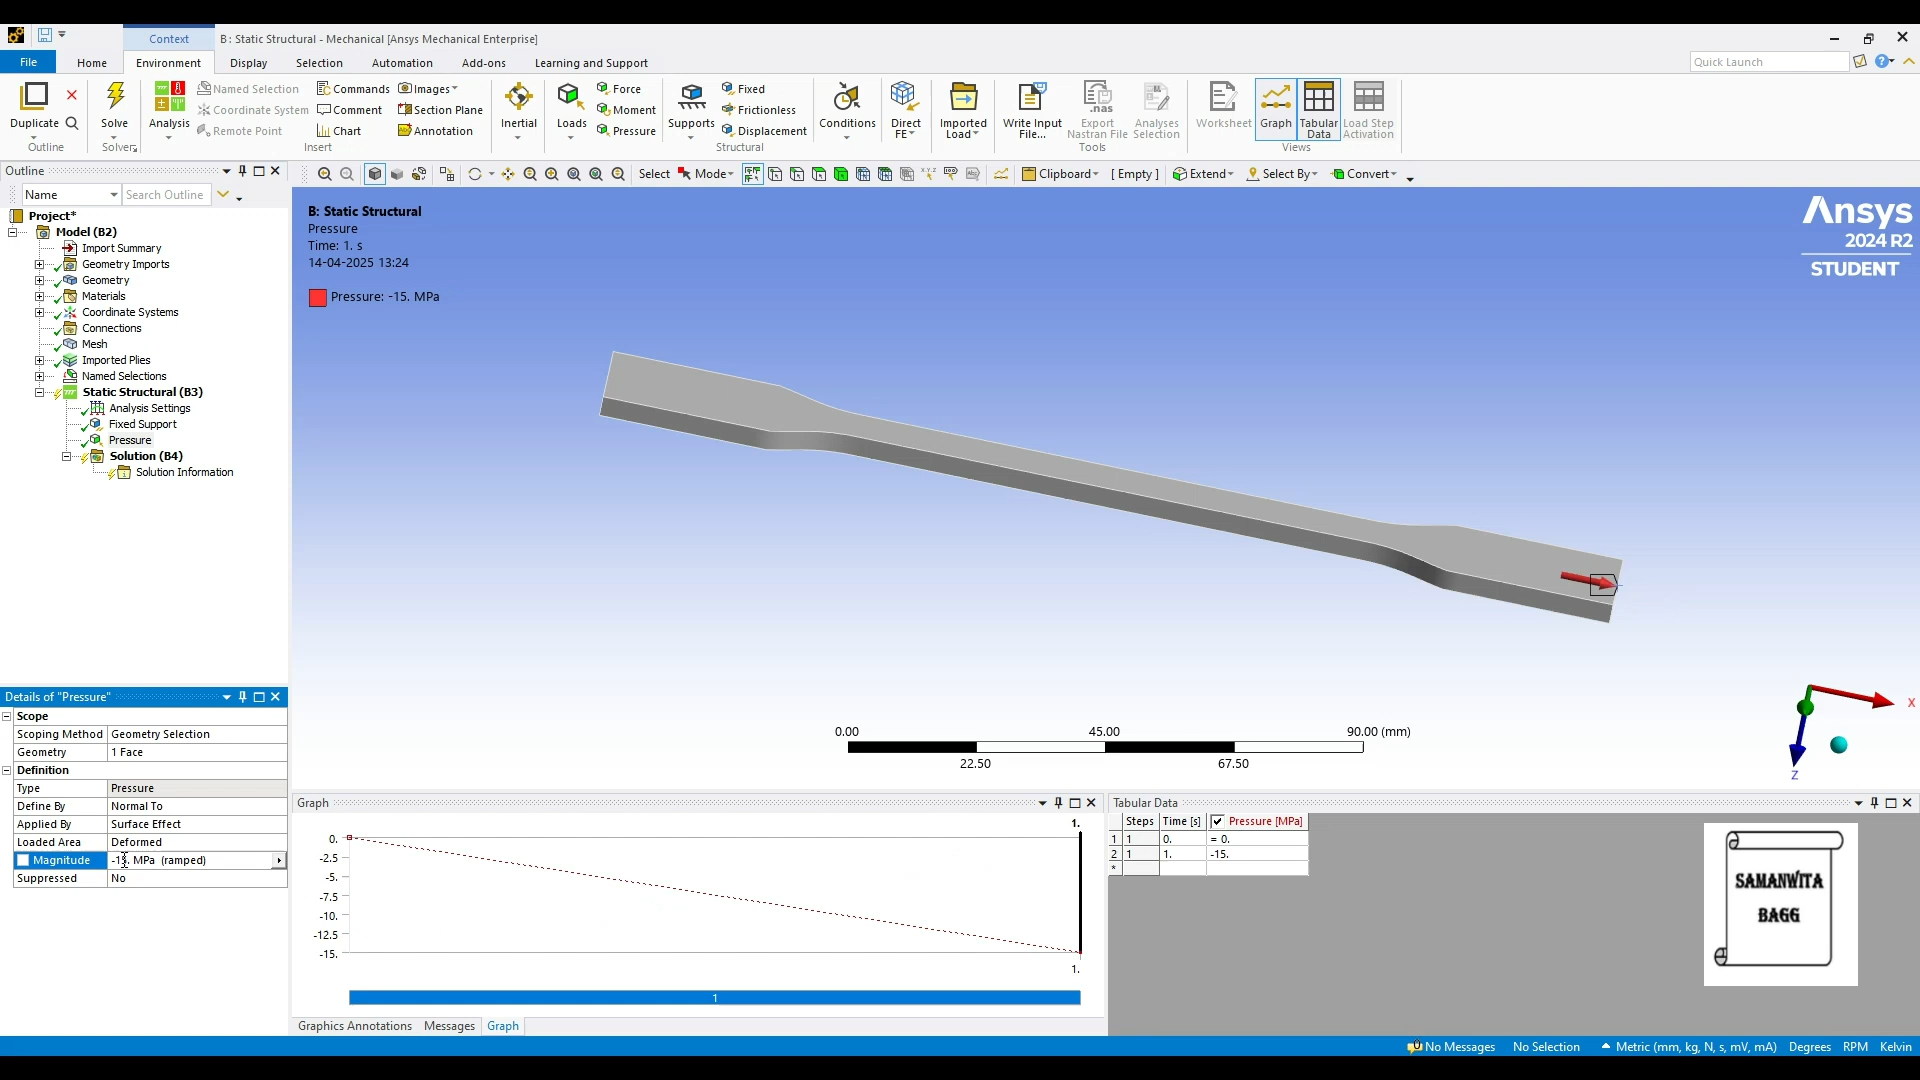 Context
B : Static Structural - Mechanical [Ansys Mechanical Enterprise]
File Home Environment Display Selection Automation Add-ons Learning and Support
Quick Launch
Duplicate
Outline
Solve
Solver
Analysis
Named Selection
Coordinate System
Remote Point
Commands
Comment
Chart
Images
Section Plane
Annotation
Insert
Inertial
Loads
Force
Moment
Pressure
Supports
Fixed
Frictionless
Displacement
Structural
Conditions
Direct
FE
Imported
Load
Write Input
File...
Export
Nastran File
Analyses
Selection
Tools
Worksheet
Graph
Tabular
Data
Load Step
Activation
Views
Outline
Name Search Outline
Select Mode Clipboard [ Empty ] Extend Select By Convert
Project*
Model (B2)
Import Summary
Geometry Imports
Geometry
Materials
Coordinate Systems
Connections
Mesh
Imported Plies
Named Selections
Static Structural (B3)
Analysis Settings
Fixed Support
Pressure
Solution (B4)
Solution Information
B: Static Structural
Pressure
Time: 1. s
14-04-2025 13:24
Pressure: -15. MPa
Ansys
2024 R2
STUDENT
X
Z
0.00 45.00 90.00 (mm)
22.50 67.50
Details of "Pressure"
Scope
Scoping Method Geometry Selection
Geometry 1 Face
Definition
Type Pressure
Define By Normal To
Applied By Surface Effect
Loaded Area Deformed
Magnitude -15. MPa (ramped)
Suppressed No
Graph
1.
0.
-2.5
-5.
-7.5
-10.
-12.5
-15.
1.
1
Graphics Annotations Messages Graph
Tabular Data
Steps Time [s] Pressure [MPa]
1 1 0. = 0.
2 1 1. -15.
*
SAMANWITA
BAGG
No Messages No Selection Metric (mm, kg, N, s, mV, mA) Degrees RPM Kelvin